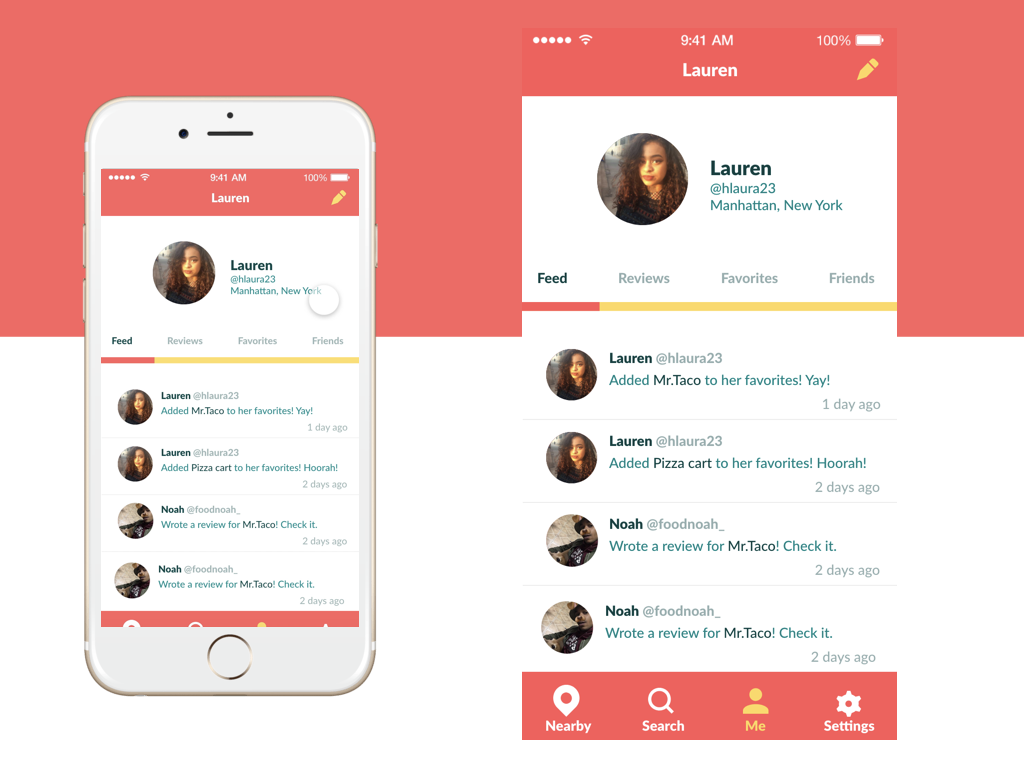 9:41 AM
100%
Lauren
Lauren
@hlaura23
Manhattan, New York
Feed Reviews Favorites Friends
Lauren @hlaura23
Added Mr.Taco to her favorites! Yay!
1 day ago
Lauren @hlaura23
Added Pizza cart to her favorites! Hoorah!
2 days ago
Noah @foodnoah_
Wrote a review for Mr.Taco! Check it.
2 days ago
Noah @foodnoah_
Wrote a review for Mr.Taco! Check it.
2 days ago
9:41 AM
100%
Lauren
Lauren
@hlaura23
Manhattan, New York
Feed Reviews Favorites Friends
Lauren @hlaura23
Added Mr.Taco to her favorites! Yay!
1 day ago
Lauren @hlaura23
Added Pizza cart to her favorites! Hoorah!
2 days ago
Noah @foodnoah_
Wrote a review for Mr.Taco! Check it.
2 days ago
Noah @foodnoah_
Wrote a review for Mr.Taco! Check it.
2 days ago
Nearby Search Me Settings